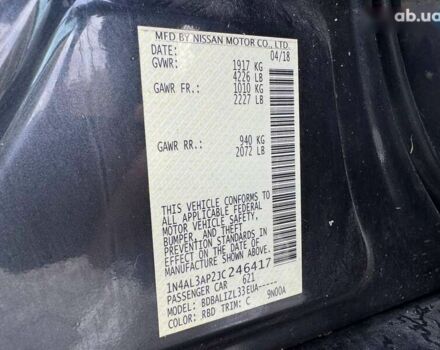 ab.ua
MFD BY NISSAN MOTOR CO., LTD.
DATE: 04/18
GVWR: 1917 KG
4226 LB
GAWR FR.: 1010 KG
2227 LB
GAWR RR.: 940 KG
2072 LB
THIS VEHICLE CONFORMS TO
ALL APPLICABLE FEDERAL
MOTOR VEHICLE SAFETY,
BUMPER, AND THEFT
PREVENTION STANDARDS IN
EFFECT ON THE DATE OF
MANUFACTURE SHOWN ABOVE.
1N4AL3AP2JC246417
PASSENGER CAR 621
MODEL: BDBALIZL33EUA-----
COLOR: RBD TRIM: C 9N00A